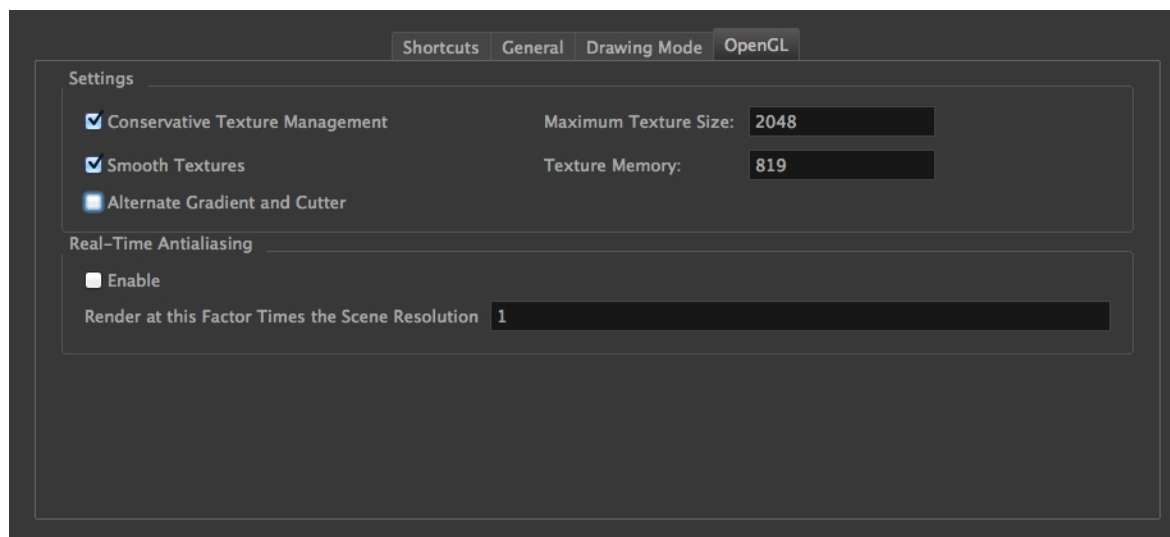 Shortcuts General Drawing Mode OpenGL
Settings
Conservative Texture Management Maximum Texture Size: 2048
Smooth Textures Texture Memory: 819
Alternate Gradient and Cutter
Real-Time Antialiasing
Enable
Render at this Factor Times the Scene Resolution 1